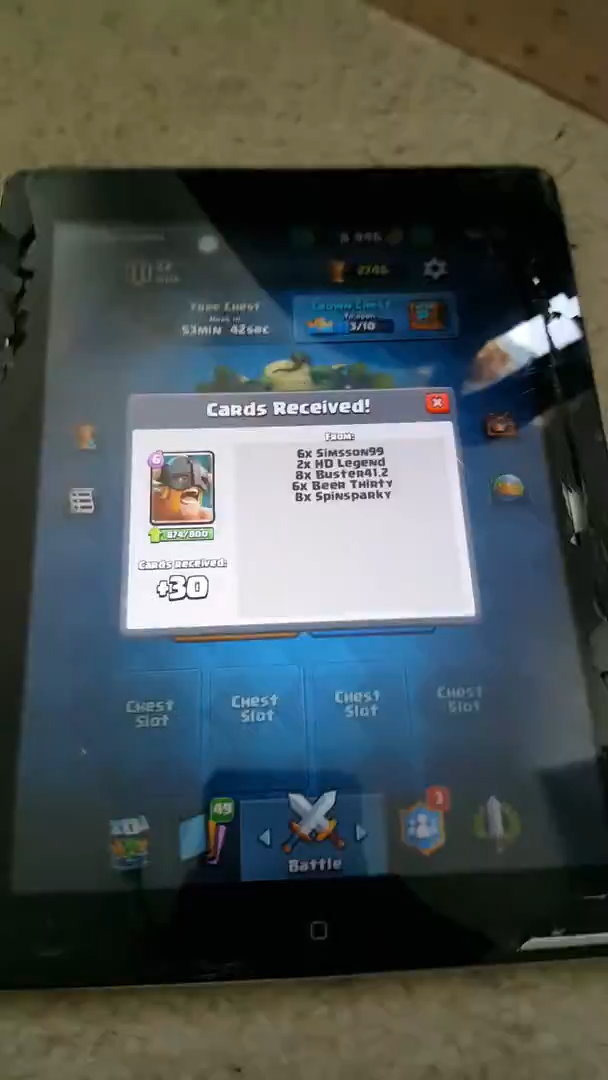 2746
Free Chest
53min 42sec
Crown Chest
3/10
Cards Received!
6
874/800
Cards Received:
+30
From:
6x Simsson99
2x HD Legend
8x Buster41.2
6x Beer Thirty
8x Spinsparky
Chest Slot
Chest Slot
Chest Slot
Chest Slot
49
Battle